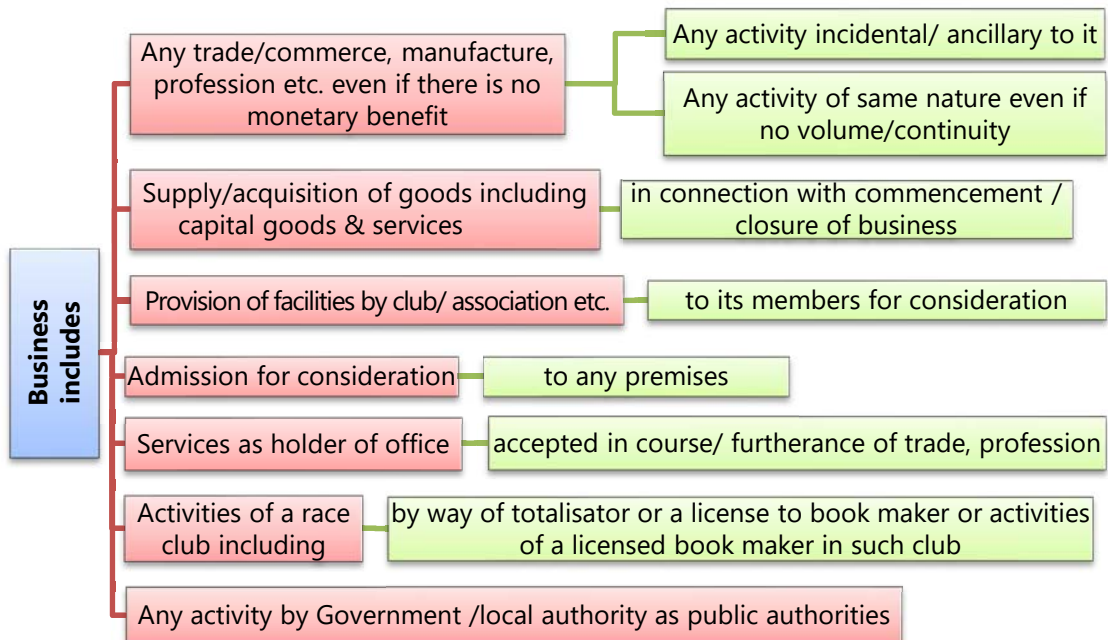 Business
includes
Any trade/commerce, manufacture,
profession etc. even if there is no
monetary benefit
Any activity incidental/ ancillary to it
Any activity of same nature even if
no volume/continuity
Supply/acquisition of goods including
capital goods & services
in connection with commencement /
closure of business
Provision of facilities by club/ association etc.
to its members for consideration
Admission for consideration
to any premises
Services as holder of office
accepted in course/ furtherance of trade, profession
Activities of a race
club including
by way of totalisator or a license to book maker or activities
of a licensed book maker in such club
Any activity by Government /local authority as public authorities